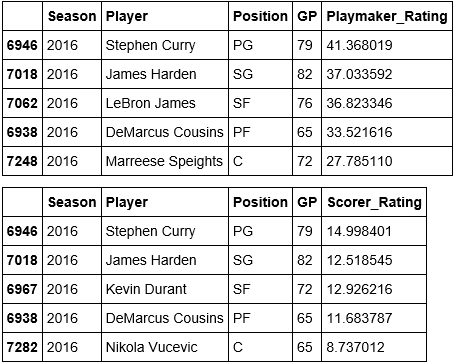 Season Player Position GP Playmaker_Rating
6946 2016 Stephen Curry PG 79 41.368019
7018 2016 James Harden SG 82 37.033592
7062 2016 LeBron James SF 76 36.823346
6938 2016 DeMarcus Cousins PF 65 33.521616
7248 2016 Marreese Speights C 72 27.785110
Season Player Position GP Scorer_Rating
6946 2016 Stephen Curry PG 79 14.998401
7018 2016 James Harden SG 82 12.518545
6967 2016 Kevin Durant SF 72 12.926216
6938 2016 DeMarcus Cousins PF 65 11.683787
7282 2016 Nikola Vucevic C 65 8.737012